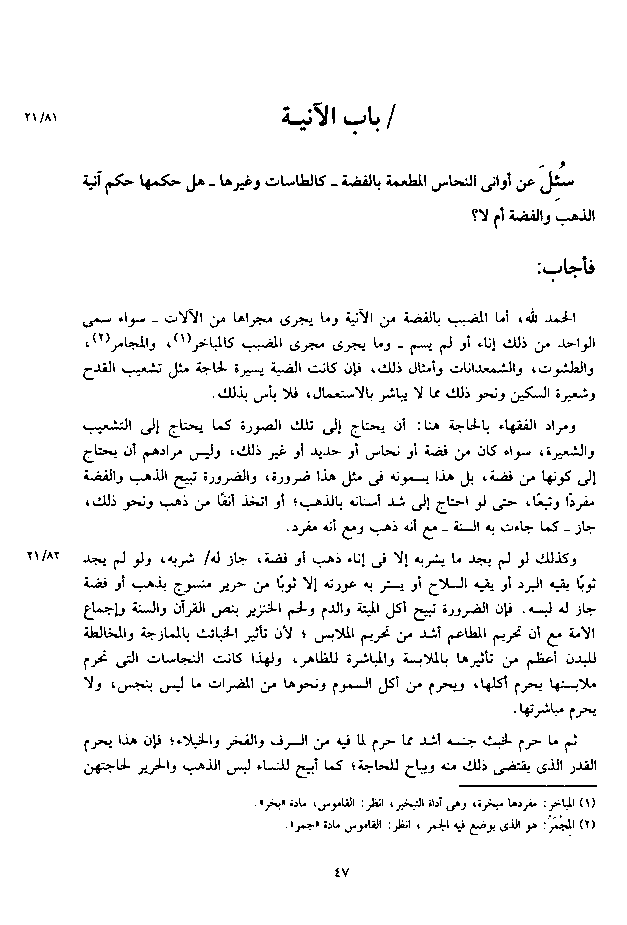 ٢١/٨١
/ باب الآنيـة
سُئِلَ عن أوانى النحاس المطعمة بالفضة ـ كالطاسات وغيرها ـ هل حكمها حكم آنية
الذهب والفضة أم لا؟
فأجاب:
الحمد لله، أما المضبب بالفضة من الآنية وما يجرى مجراها من الآلات ـ سواء سمى
الواحد من ذلك إناء أو لم يسم ـ وما يجرى مجرى المضبب كالمباخر(١)، والمجامر(٢)،
والطشوت، والشمعدانات وأمثال ذلك، فإن كانت الضبة يسيرة لحاجة مثل تشعيب القدح
وشعيرة السكين ونحو ذلك مما لا يباشر بالاستعمال، فلا بأس بذلك.
ومراد الفقهاء بالحاجة هنا: أن يحتاج إلى تلك الصورة كما يحتاج إلى التشعيب
والشعيرة، سواء كان من فضة أو نحاس أو حديد أو غير ذلك، وليس مرادهم أن يحتاج
إلى كونها من فضة، بل هذا يسمونه فى مثل هذا ضرورة، والضرورة تبيح الذهب والفضة
مفردًا وتبعًا، حتى لو احتاج إلى شد أسنانه بالذهب؛ أو اتخذ أنفًا من ذهب ونحو ذلك،
جاز ـ كما جاءت به السنة ـ مع أنه ذهب ومع أنه مفرد.
٢١/٨٢
وكذلك لو لم يجد ما يشربه إلا فى إناء ذهب أو فضة، جاز له/ شربه، ولو لم يجد
ثوبًا يقيه البرد أو يقيه السلاح أو يستر به عورته إلا ثوبًا من حرير منسوج بذهب أو فضة
جاز له لبسه. فإن الضرورة تبيح أكل الميتة والدم ولحم الخنزير بنص القرآن والسنة وإجماع
الأمة مع أن تحريم المطاعم أشد من تحريم الملابس ؛ لأن تأثير الخبائث بالممازجة والمخالطة
للبدن أعظم من تأثيرها بالملابسة والمباشرة للظاهر، ولهذا كانت النجاسات التى تحرم
ملابستها يحرم أكلها، ويحرم من أكل السموم ونحوها من المضرات ما ليس بنجس، ولا
يحرم مباشرتها.
ثم ما حرم لخبث جنسه أشد مما حرم لما فيه من السرف والفخر والخيلاء؛ فإن هذا يحرم
القدر الذى يقتضى ذلك منه ويباح للحاجة؛ كما أبيح للنساء لبس الذهب والحرير لحاجتهن
(١) المباخر: مفردها مبخرة، وهى أداة التبخير، انظر: القاموس، مادة «بخر».
(٢) المِجْمَرُ: هو الذى يوضع فيه الجمر ، انظر: القاموس مادة «جمر».
٤٧